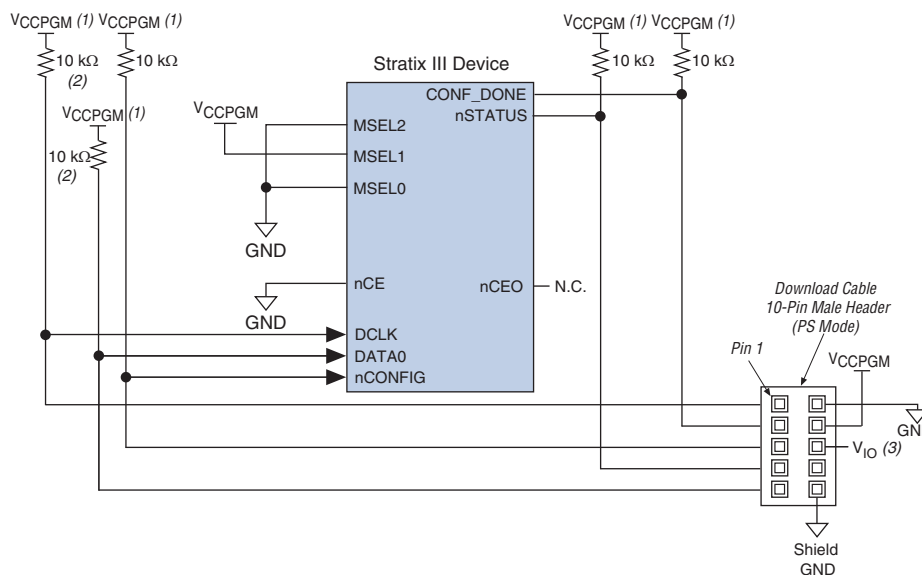 VCCPGM (1)
VCCPGM (1)
VCCPGM (1)
VCCPGM (1)
10 kΩ
(2)
10 kΩ
10 kΩ
10 kΩ
Stratix III Device
VCCPGM (1)
10 kΩ
(2)
VCCPGM
CONF_DONE
nSTATUS
MSEL2
MSEL1
MSEL0
GND
nCE
nCEO
N.C.
GND
DCLK
DATA0
nCONFIG
Download Cable
10-Pin Male Header
(PS Mode)
Pin 1
VCCPGM
GN
VIO (3)
Shield
GND